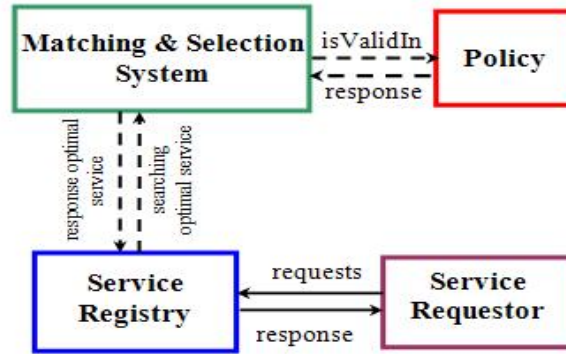 Matching & Selection
System
isValidIn
response
Policy
response optimal
service
searching
optimal service
Service
Registry
requests
response
Service
Requestor